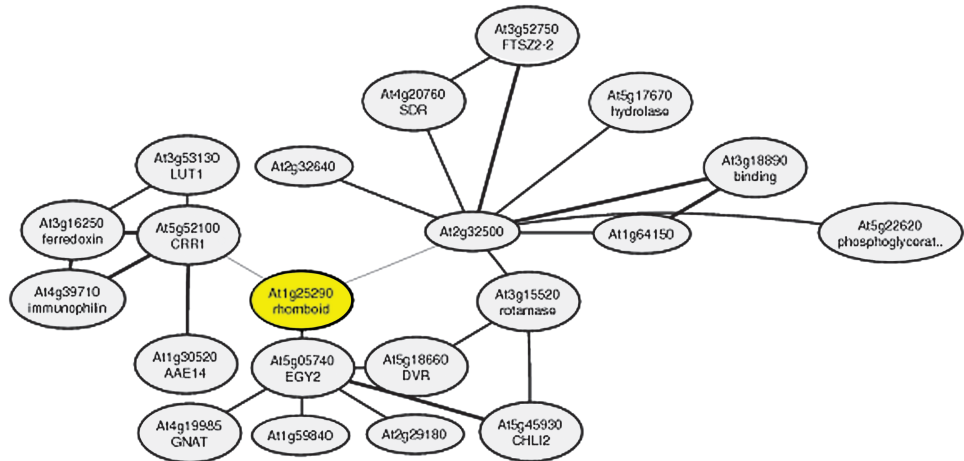 At3g52750
FTSZ2-2
At4g20760
SDR
At5g17670
hydrolase
At3g53130
LUT1
At2g32640
At3g18890
binding
At3g16250
ferredoxin
At5g52100
CRR1
At2g32500
At1g64150
At5g22620
phosphoglycerat..
At4g39710
immunophilin
At1g25290
rhomboid
At3g15520
rotamase
At1g30520
AAE14
At5g05740
EGY2
At5g18660
DVR
At4g19985
GNAT
At1g59840
At2g29180
At5g45930
CHLI2